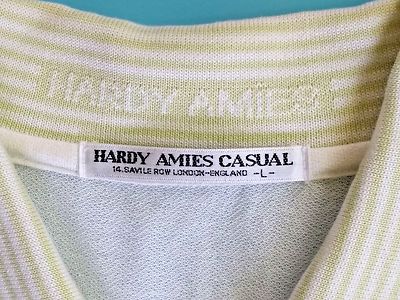 HARDY AMIES
HARDY AMIES CASUAL
14.SAVILE ROW LONDON-ENGLAND -L-